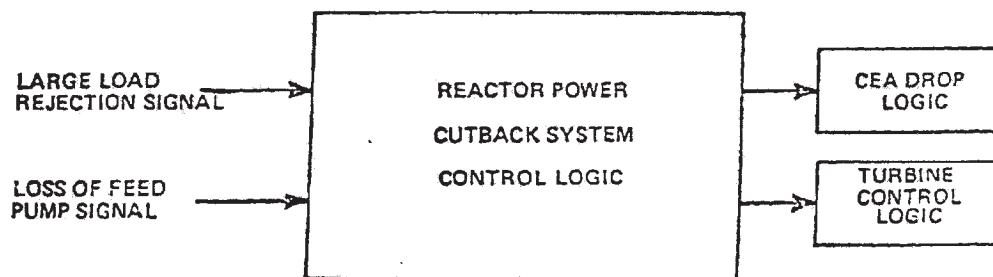 LARGE LOAD
REJECTION SIGNAL
LOSS OF FEED
PUMP SIGNAL
REACTOR POWER
CUTBACK SYSTEM
CONTROL LOGIC
CEA DROP
LOGIC
TURBINE
CONTROL
LOGIC